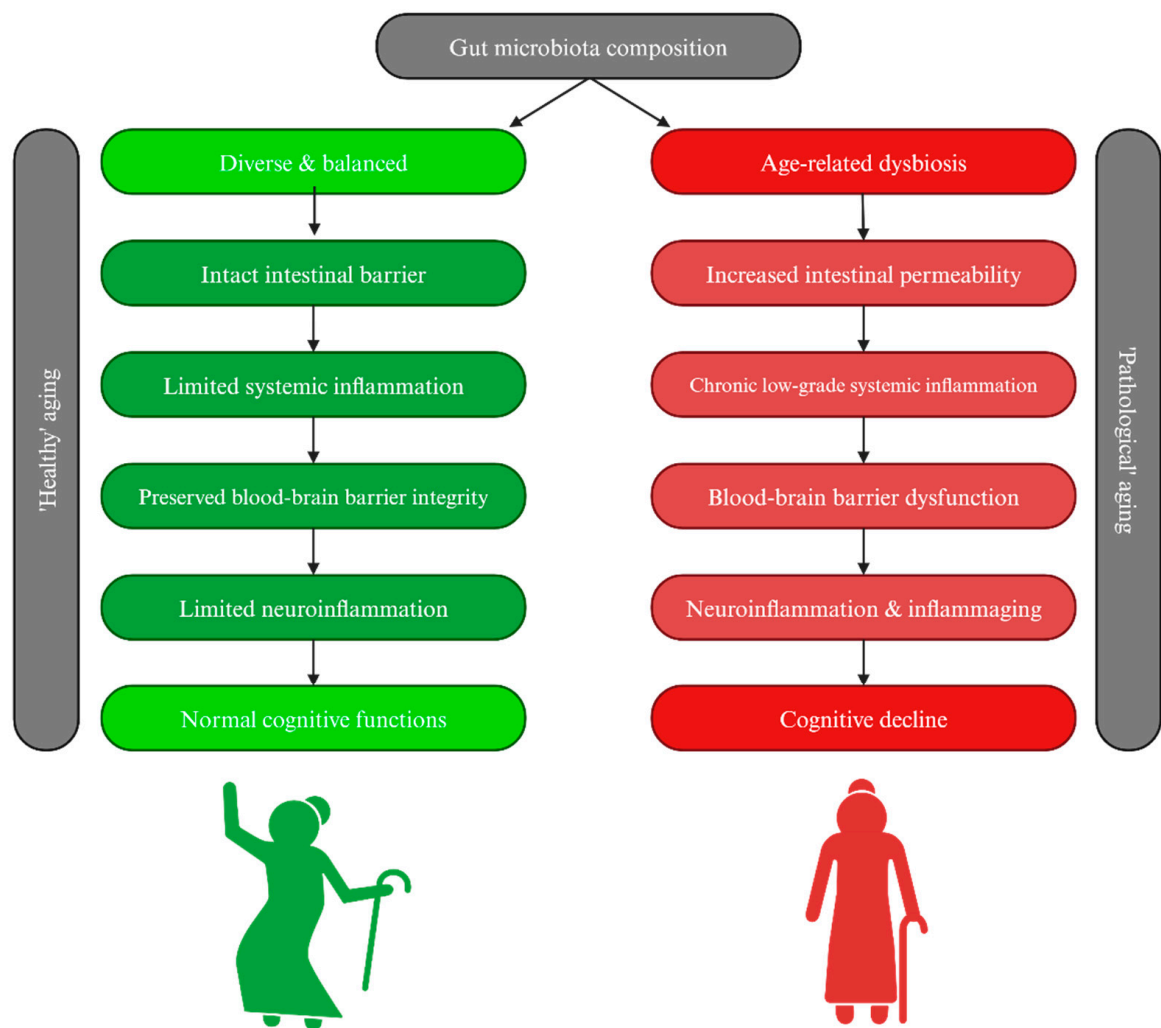 Gut microbiota composition
'Healthy' aging
Diverse & balanced
Intact intestinal barrier
Limited systemic inflammation
Preserved blood-brain barrier integrity
Limited neuroinflammation
Normal cognitive functions
Age-related dysbiosis
Increased intestinal permeability
Chronic low-grade systemic inflammation
Blood-brain barrier dysfunction
Neuroinflammation & inflammaging
Cognitive decline
'Pathological' aging